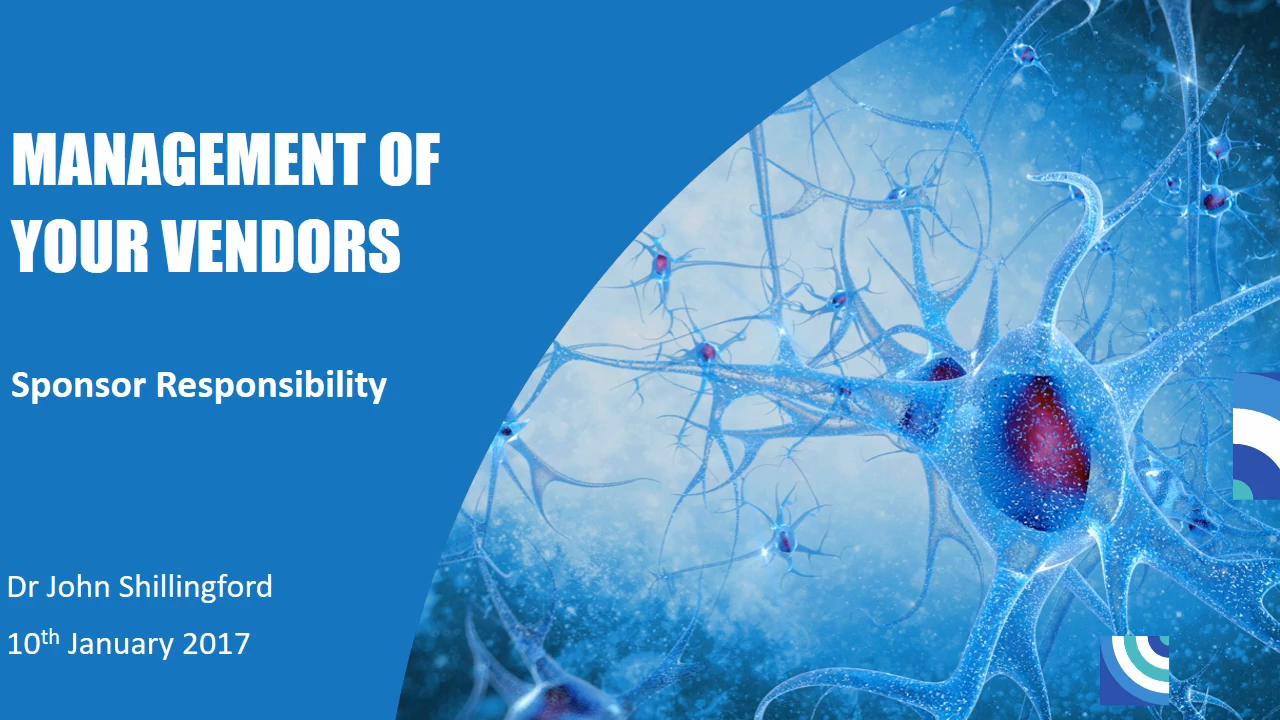 MANAGEMENT OF
YOUR VENDORS
Sponsor Responsibility
Dr John Shillingford
10th January 2017